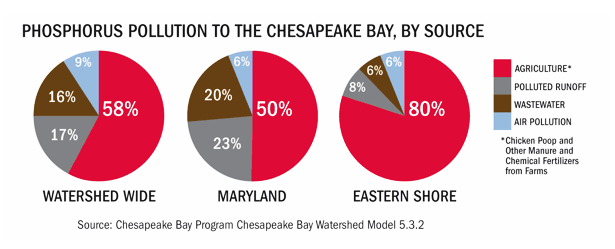 PHOSPHORUS POLLUTION TO THE CHESAPEAKE BAY, BY SOURCE
9%
16%
17%
58%
WATERSHED WIDE
6%
20%
23%
50%
MARYLAND
6%
6%
8%
80%
EASTERN SHORE
AGRICULTURE*
POLLUTED RUNOFF
WASTEWATER
AIR POLLUTION
*Chicken Poop and
Other Manure and
Chemical Fertilizers
from Farms
Source: Chesapeake Bay Program Chesapeake Bay Watershed Model 5.3.2